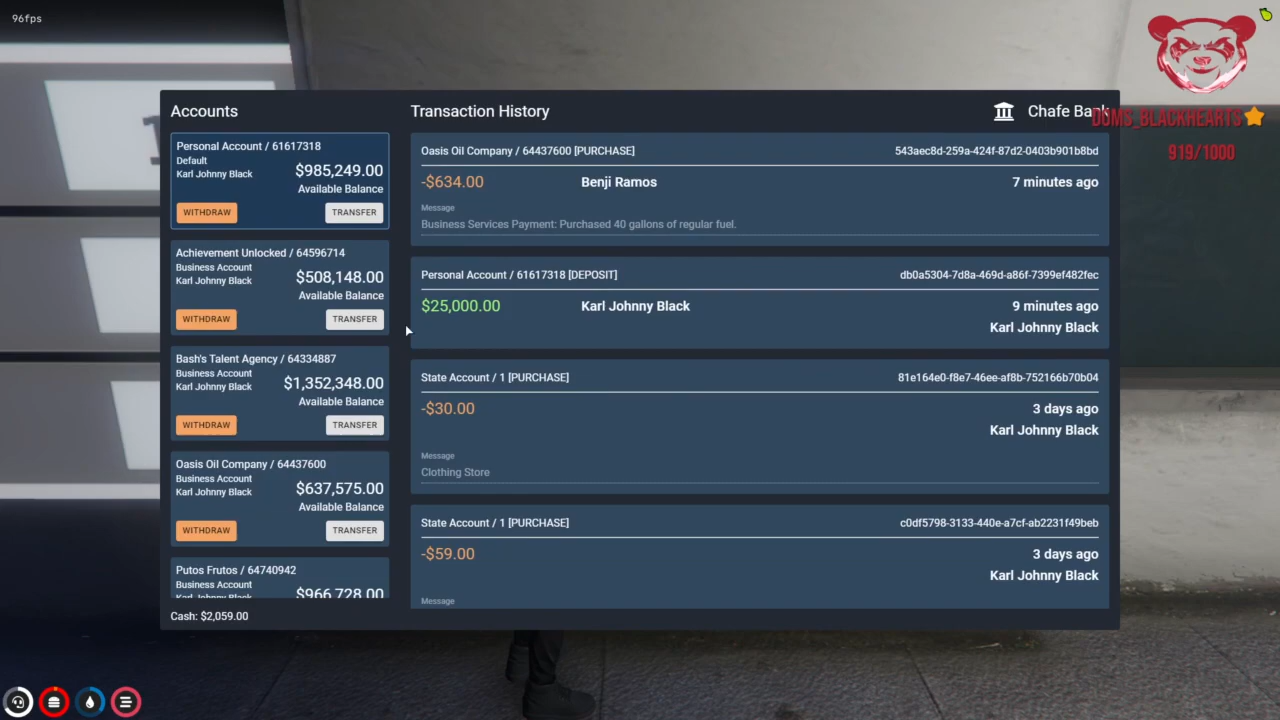 96fps
Accounts
Personal Account / 61617318
Default
Karl Johnny Black
$985,249.00
Available Balance
WITHDRAW
TRANSFER
Achievement Unlocked / 64596714
Business Account
Karl Johnny Black
$508,148.00
Available Balance
WITHDRAW
TRANSFER
Bash's Talent Agency / 64334887
Business Account
Karl Johnny Black
$1,352,348.00
Available Balance
WITHDRAW
TRANSFER
Oasis Oil Company / 64437600
Business Account
Karl Johnny Black
$637,575.00
Available Balance
WITHDRAW
TRANSFER
Putos Frutos / 64740942
Business Account
Karl Johnny Black
$966,728.00
Cash: $2,059.00
Transaction History
Chafe Bank
Oasis Oil Company / 64437600 [PURCHASE]
543aec8d-259a-424f-87d2-0403b901b8bd
-$634.00
Benji Ramos
7 minutes ago
Message
Business Services Payment: Purchased 40 gallons of regular fuel.
Personal Account / 61617318 [DEPOSIT]
db0a5304-7d8a-469d-a86f-7399ef482fec
$25,000.00
Karl Johnny Black
9 minutes ago
Karl Johnny Black
State Account / 1 [PURCHASE]
81e164e0-f8e7-46ee-af8b-752166b70b04
-$30.00
3 days ago
Karl Johnny Black
Message
Clothing Store
State Account / 1 [PURCHASE]
c0df5798-3133-440e-a7cf-ab2231f49beb
-$59.00
3 days ago
Karl Johnny Black
Message
DOMS_BLACKHEARTS
919/1000